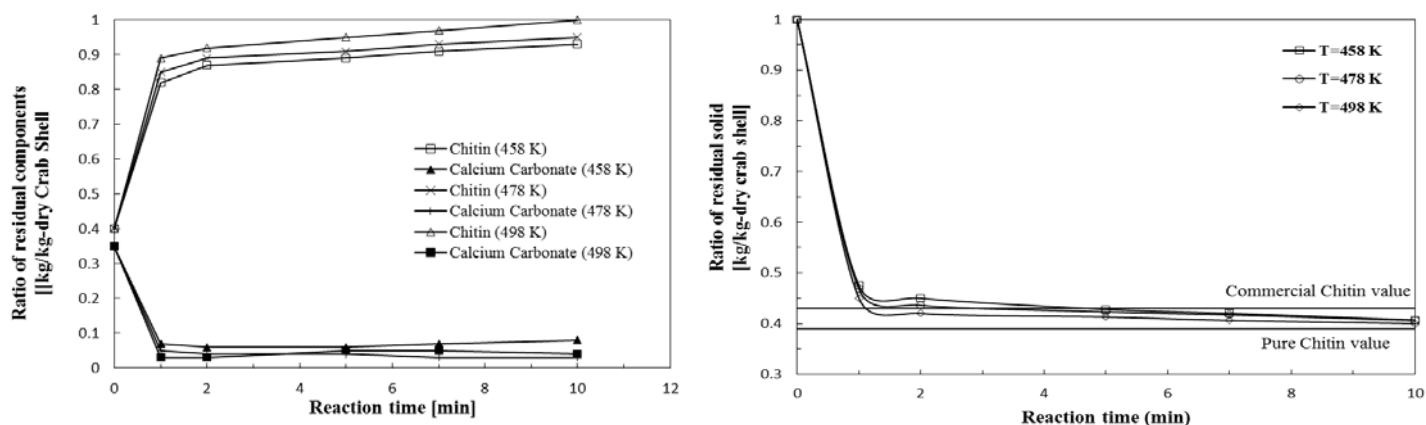 Ratio of residual components
[[kg/kg-dry Crab Shell
1
0.9
0.8
0.7
0.6
0.5
0.4
0.3
0.2
0.1
0
0
2
4
6
8
10
12
Reaction time [min]
Chitin (458 K)
Calcium Carbonate (458 K)
Chitin (478 K)
Calcium Carbonate (478 K)
Chitin (498 K)
Calcium Carbonate (498 K)
Ratio of residual solid
[kg/kg-dry crab shell]
1
0.9
0.8
0.7
0.6
0.5
0.4
0.3
0
2
4
6
8
10
Reaction time (min)
T=458 K
T=478 K
T=498 K
Commercial Chitin value
Pure Chitin value